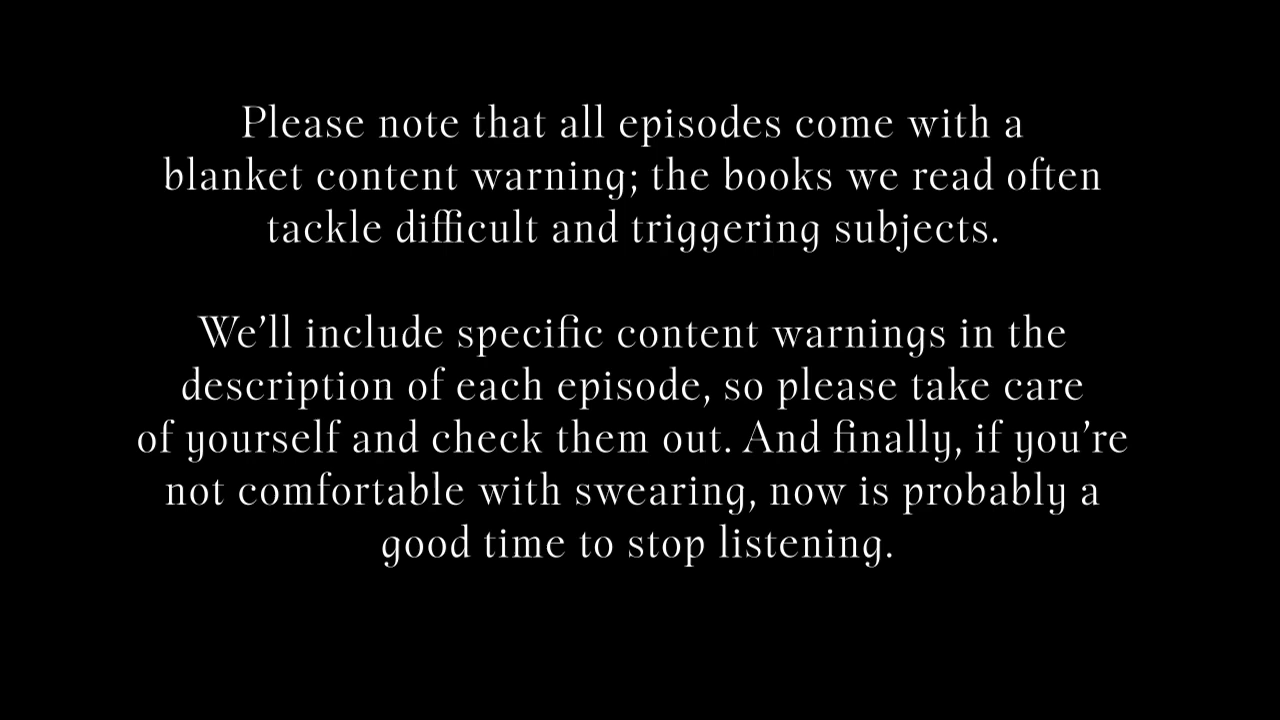 Please note that all episodes come with a
blanket content warning; the books we read often
tackle difficult and triggering subjects.
We’ll include specific content warnings in the
description of each episode, so please take care
of yourself and check them out. And finally, if you’re
not comfortable with swearing, now is probably a
good time to stop listening.